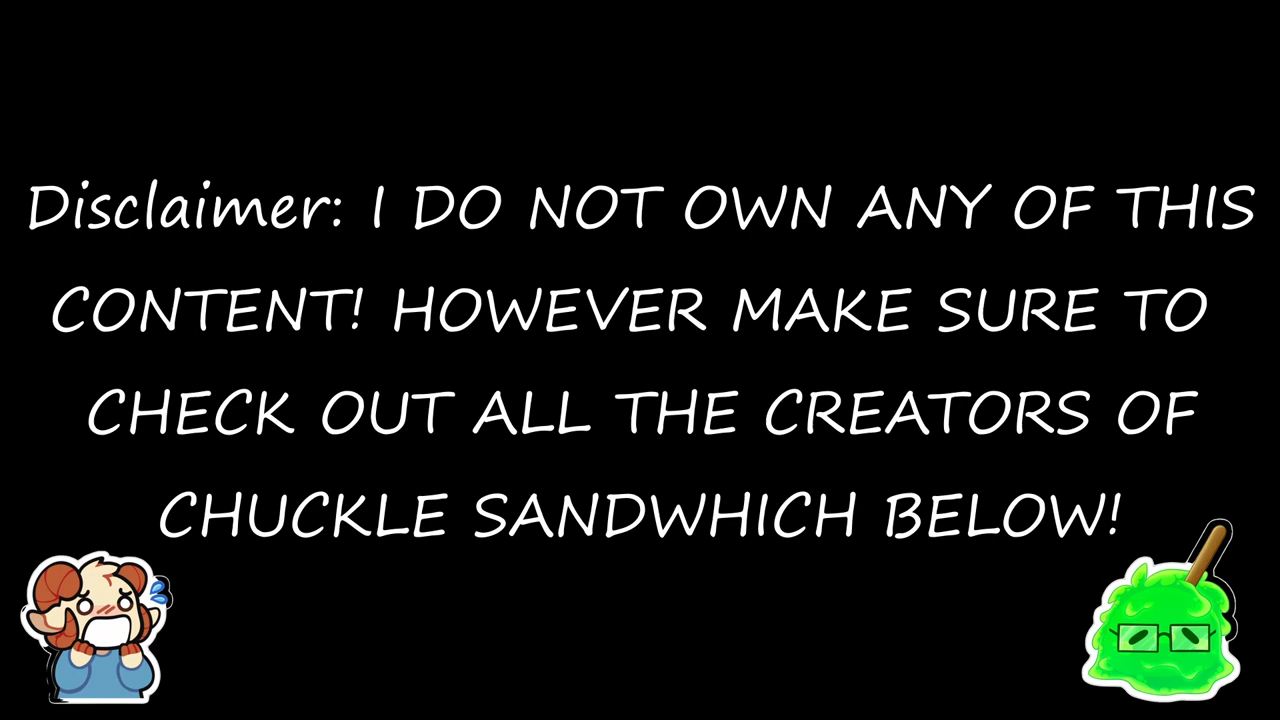 Disclaimer: I DO NOT OWN ANY OF THIS
CONTENT! HOWEVER MAKE SURE TO
CHECK OUT ALL THE CREATORS OF
CHUCKLE SANDWHICH BELOW!